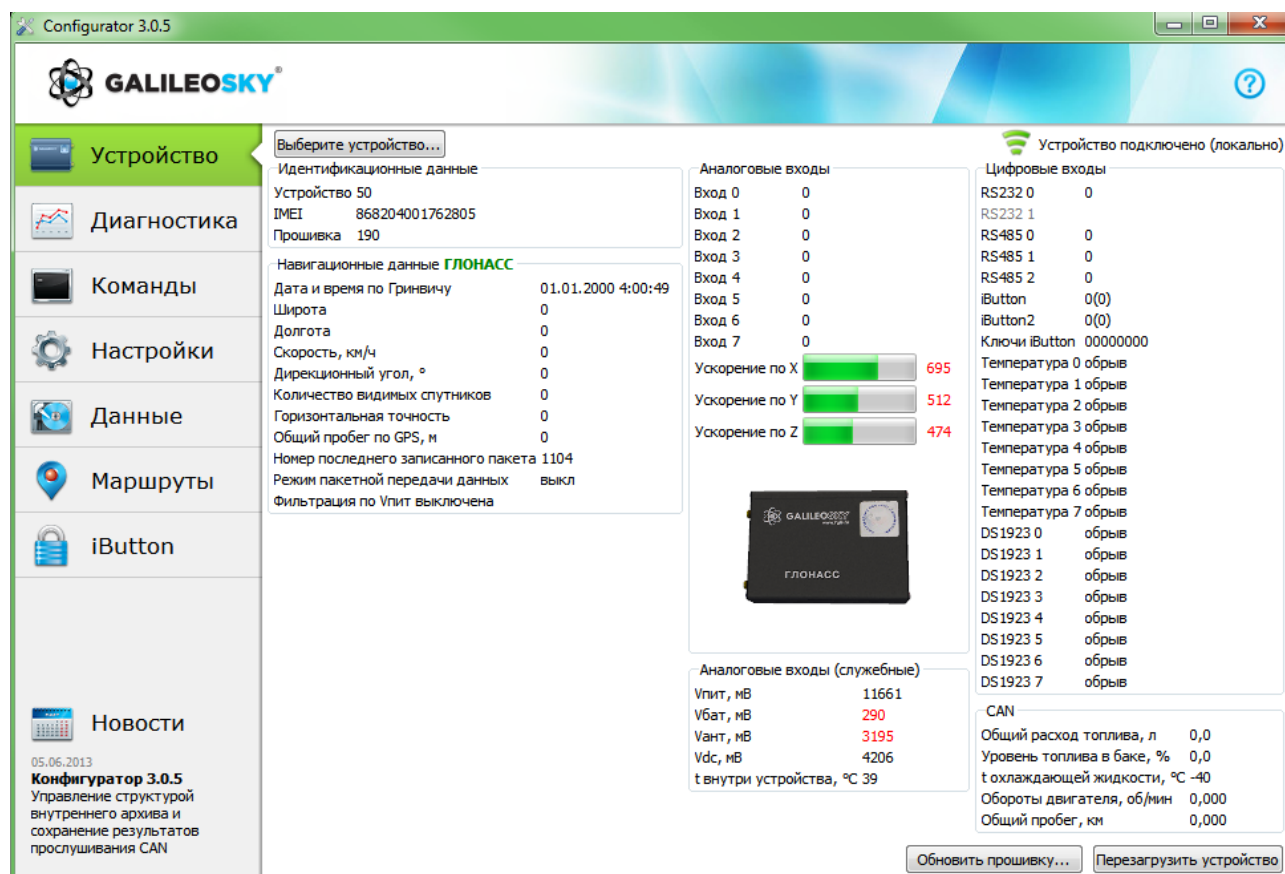 Configurator 3.0.5
GALILEOSKY®
?
Устройство
Диагностика
Команды
Настройки
Данные
Маршруты
iButton
Новости
05.06.2013
Конфигуратор 3.0.5
Управление структурой
внутреннего архива и
сохранение результатов
прослушивания CAN
Выберите устройство...
Устройство подключено (локально)
Идентификационные данные
Устройство 50
IMEI 868204001762805
Прошивка 190
Навигационные данные ГЛОНАСС
Дата и время по Гринвичу 01.01.2000 4:00:49
Широта 0
Долгота 0
Скорость, км/ч 0
Дирекционный угол, ° 0
Количество видимых спутников 0
Горизонтальная точность 0
Общий пробег по GPS, м 0
Номер последнего записанного пакета 1104
Режим пакетной передачи данных выкл
Фильтрация по Vпит выключена
Аналоговые входы
Вход 0 0
Вход 1 0
Вход 2 0
Вход 3 0
Вход 4 0
Вход 5 0
Вход 6 0
Вход 7 0
Ускорение по X 695
Ускорение по Y 512
Ускорение по Z 474
GALILEOSKY
ГЛОНАСС
Аналоговые входы (служебные)
Vпит, мВ 11661
Vбат, мВ 290
Vант, мВ 3195
Vdc, мВ 4206
t внутри устройства, °C 39
Цифровые входы
RS232 0 0
RS232 1
RS485 0 0
RS485 1 0
RS485 2 0
iButton 0(0)
iButton2 0(0)
Ключи iButton 00000000
Температура 0 обрыв
Температура 1 обрыв
Температура 2 обрыв
Температура 3 обрыв
Температура 4 обрыв
Температура 5 обрыв
Температура 6 обрыв
Температура 7 обрыв
DS1923 0 обрыв
DS1923 1 обрыв
DS1923 2 обрыв
DS1923 3 обрыв
DS1923 4 обрыв
DS1923 5 обрыв
DS1923 6 обрыв
DS1923 7 обрыв
CAN
Общий расход топлива, л 0,0
Уровень топлива в баке, % 0,0
t охлаждающей жидкости, °C -40
Обороты двигателя, об/мин 0,000
Общий пробег, км 0,000
Обновить прошивку...
Перезагрузить устройство